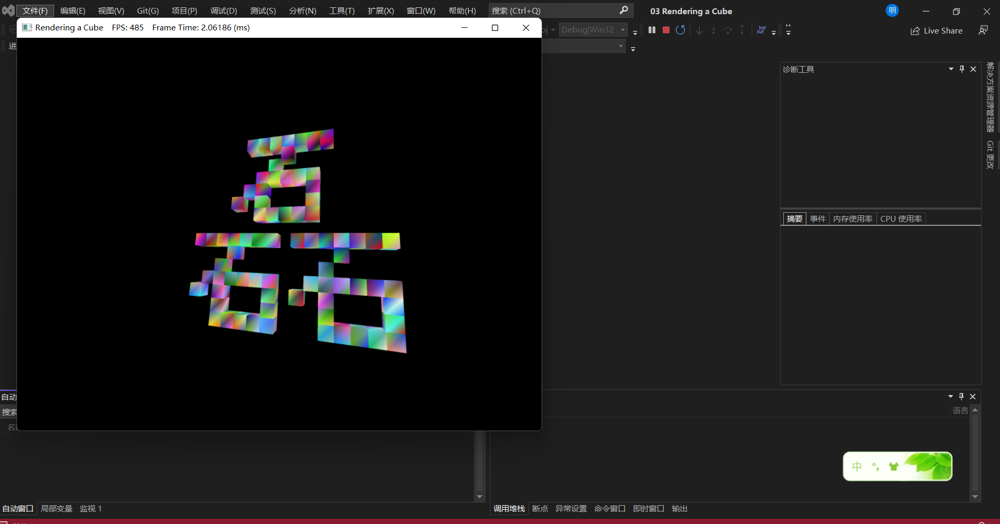 文件(F) 编辑(E) 视图(V) Git(G) 项目(P) 调试(D) 测试(S) 分析(N) 工具(T) 扩展(X) 窗口(W) 帮助(H) 搜索 (Ctrl+Q) 03 Rendering a Cube 明
Rendering a Cube FPS: 485 Frame Time: 2.06186 (ms)
Debug|Win32
Live Share
进
诊断工具
解决方案资源管理器
Git 更改
磊
摘要 事件 内存使用率 CPU 使用率
自动
搜索
语言
中 °,
自动窗口 局部变量 监视 1
调用堆栈 断点 异常设置 命令窗口 即时窗口 输出